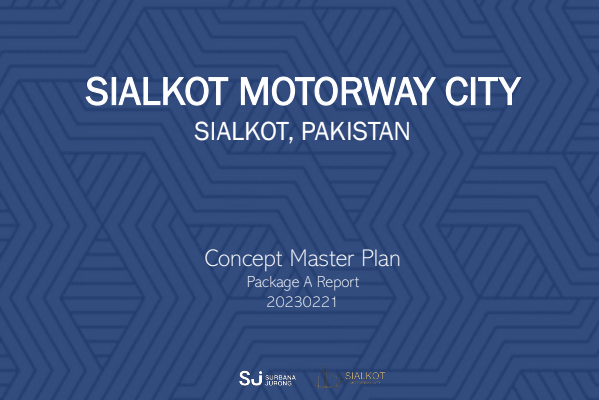 SIALKOT MOTORWAY CITY
SIALKOT, PAKISTAN
Concept Master Plan
Package A Report
20230221
SJ SURBANA
JURONG
SIALKOT